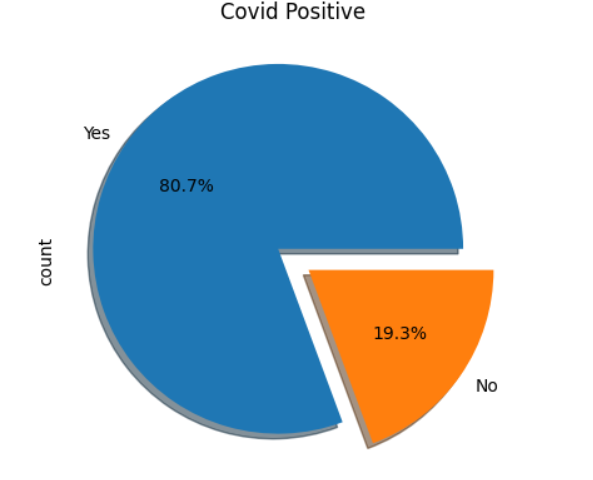 Covid Positive
Yes
80.7%
count
19.3%
No